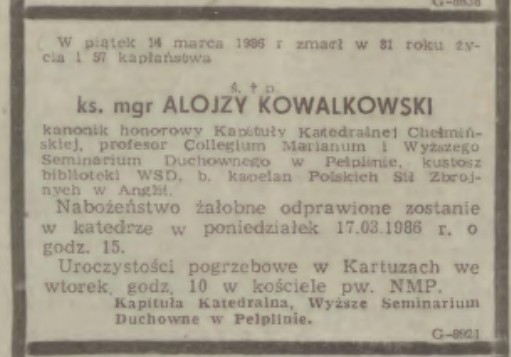 G-8838
W piątek 14 marca 1986 r zmarł w 81 roku ży-
cia i 57 kapłaństwa
ś. † p.
ks. mgr ALOJZY KOWALKOWSKI
kanonik honorowy Kapituły Katedralnej Chełmiń-
skiej, profesor Collegium Marianum i Wyższego
Seminarium Duchownego w Pelplinie, kustosz
biblioteki WSD, b. kapelan Polskich Sił Zbroj-
nych w Anglii.
Nabożeństwo żałobne odprawione zostanie
w katedrze w poniedziałek 17.03.1986 r. o
godz. 15.
Uroczystości pogrzebowe w Kartuzach we
wtorek, godz. 10 w kościele pw. NMP.
Kapituła Katedralna, Wyższe Seminarium
Duchowne w Pelplinie.
G-8921